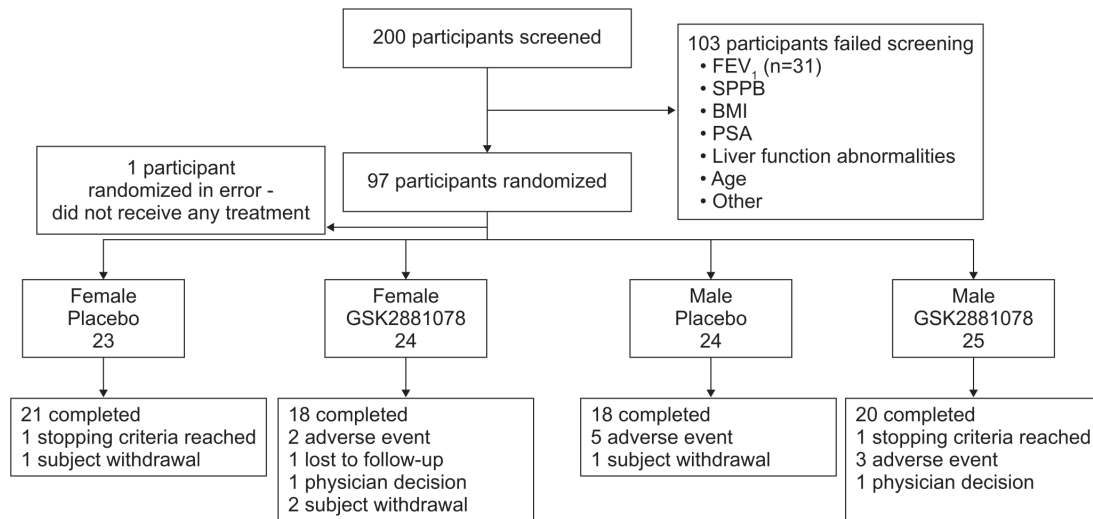 200 participants screened
103 participants failed screening
• FEV₁ (n=31)
• SPPB
• BMI
• PSA
• Liver function abnormalities
• Age
• Other
1 participant
randomized in error -
did not receive any treatment
97 participants randomized
Female
Placebo
23
Female
GSK2881078
24
Male
Placebo
24
Male
GSK2881078
25
21 completed
1 stopping criteria reached
1 subject withdrawal
18 completed
2 adverse event
1 lost to follow-up
1 physician decision
2 subject withdrawal
18 completed
5 adverse event
1 subject withdrawal
20 completed
1 stopping criteria reached
3 adverse event
1 physician decision